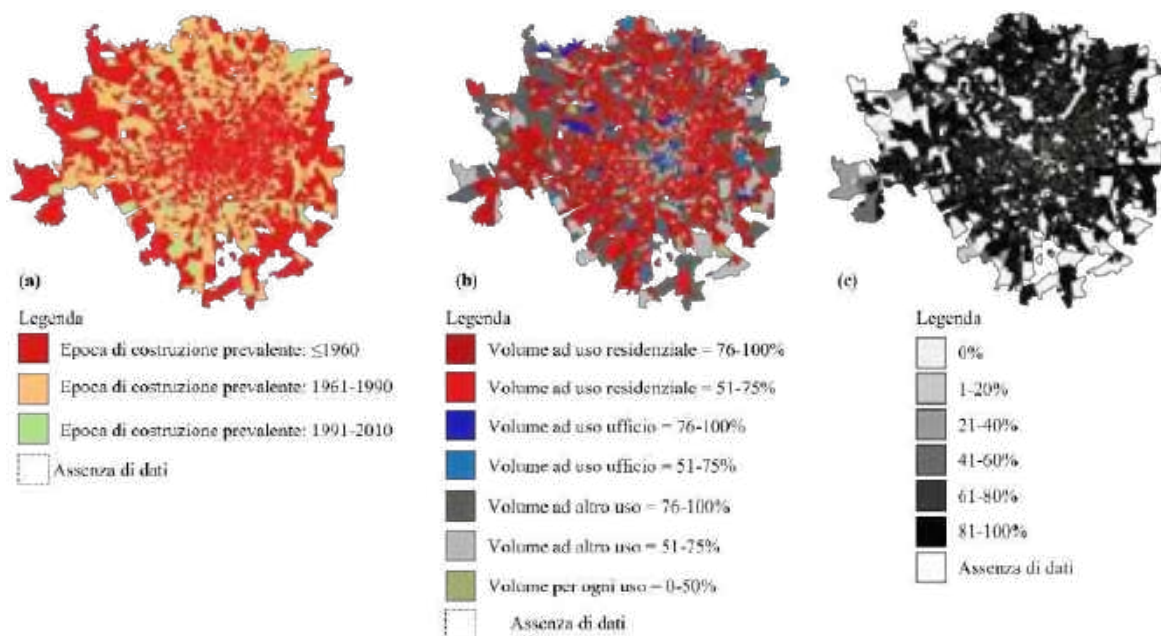 (a)
Legenda
Epoca di costruzione prevalente: ≤1960
Epoca di costruzione prevalente: 1961-1990
Epoca di costruzione prevalente: 1991-2010
Assenza di dati
(b)
Legenda
Volume ad uso residenziale = 76-100%
Volume ad uso residenziale = 51-75%
Volume ad uso ufficio = 76-100%
Volume ad uso ufficio = 51-75%
Volume ad altro uso = 76-100%
Volume ad altro uso = 51-75%
Volume per ogni uso = 0-50%
Assenza di dati
(c)
Legenda
0%
1-20%
21-40%
41-60%
61-80%
81-100%
Assenza di dati